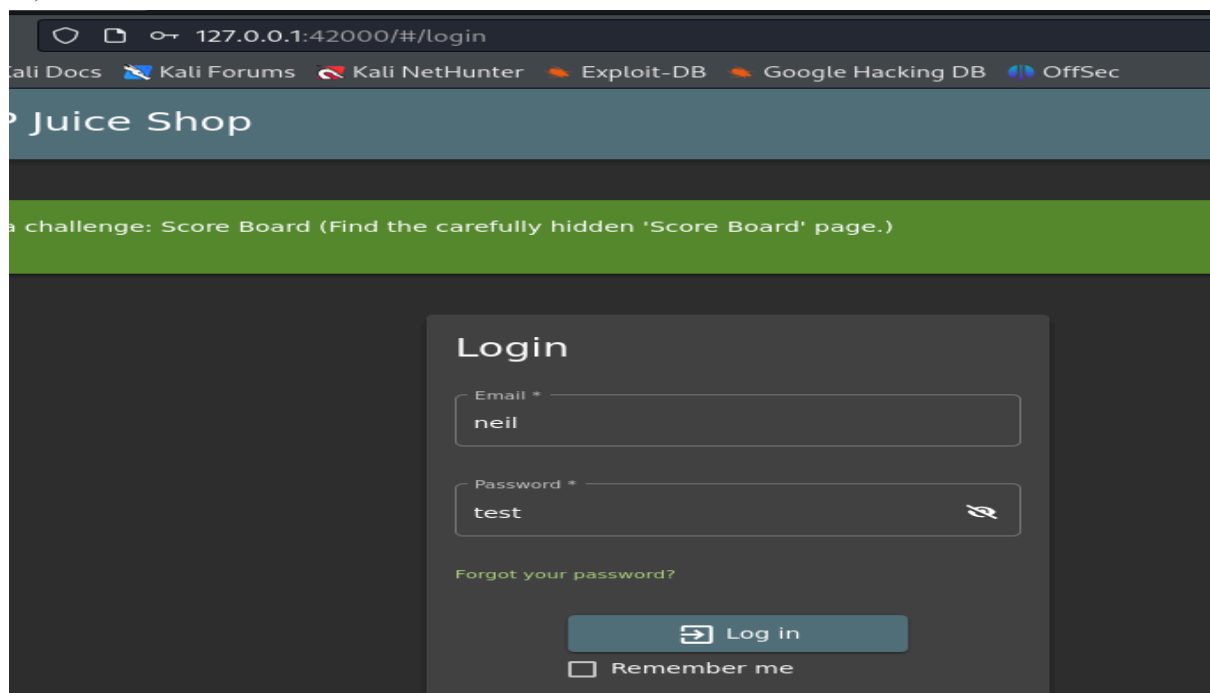 127.0.0.1:42000/#/login
Kali Docs Kali Forums Kali NetHunter Exploit-DB Google Hacking DB OffSec
P Juice Shop
a challenge: Score Board (Find the carefully hidden 'Score Board' page.)
Login
Email *
neil
Password *
test
Forgot your password?
Log in
Remember me